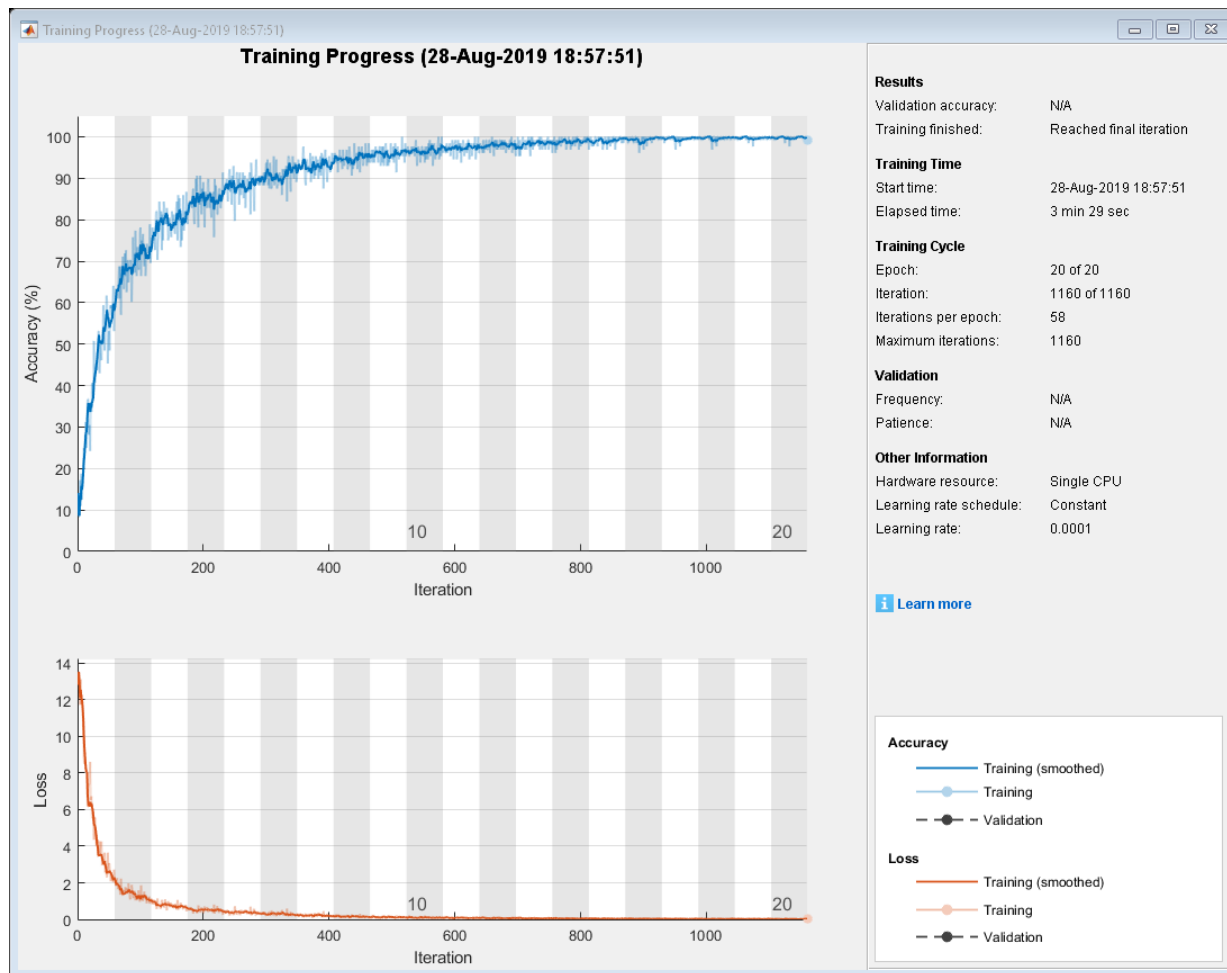 Training Progress (28-Aug-2019 18:57:51)
Training Progress (28-Aug-2019 18:57:51)
100
90
80
70
60
50
40
30
20
10
0
Accuracy (%)
10
20
0 200 400 600 800 1000
Iteration
14
12
10
8
6
4
2
0
Loss
10
20
0 200 400 600 800 1000
Iteration
Results
Validation accuracy: N/A
Training finished: Reached final iteration
Training Time
Start time: 28-Aug-2019 18:57:51
Elapsed time: 3 min 29 sec
Training Cycle
Epoch: 20 of 20
Iteration: 1160 of 1160
Iterations per epoch: 58
Maximum iterations: 1160
Validation
Frequency: N/A
Patience: N/A
Other Information
Hardware resource: Single CPU
Learning rate schedule: Constant
Learning rate: 0.0001
i Learn more
Accuracy
Training (smoothed)
Training
Validation
Loss
Training (smoothed)
Training
Validation